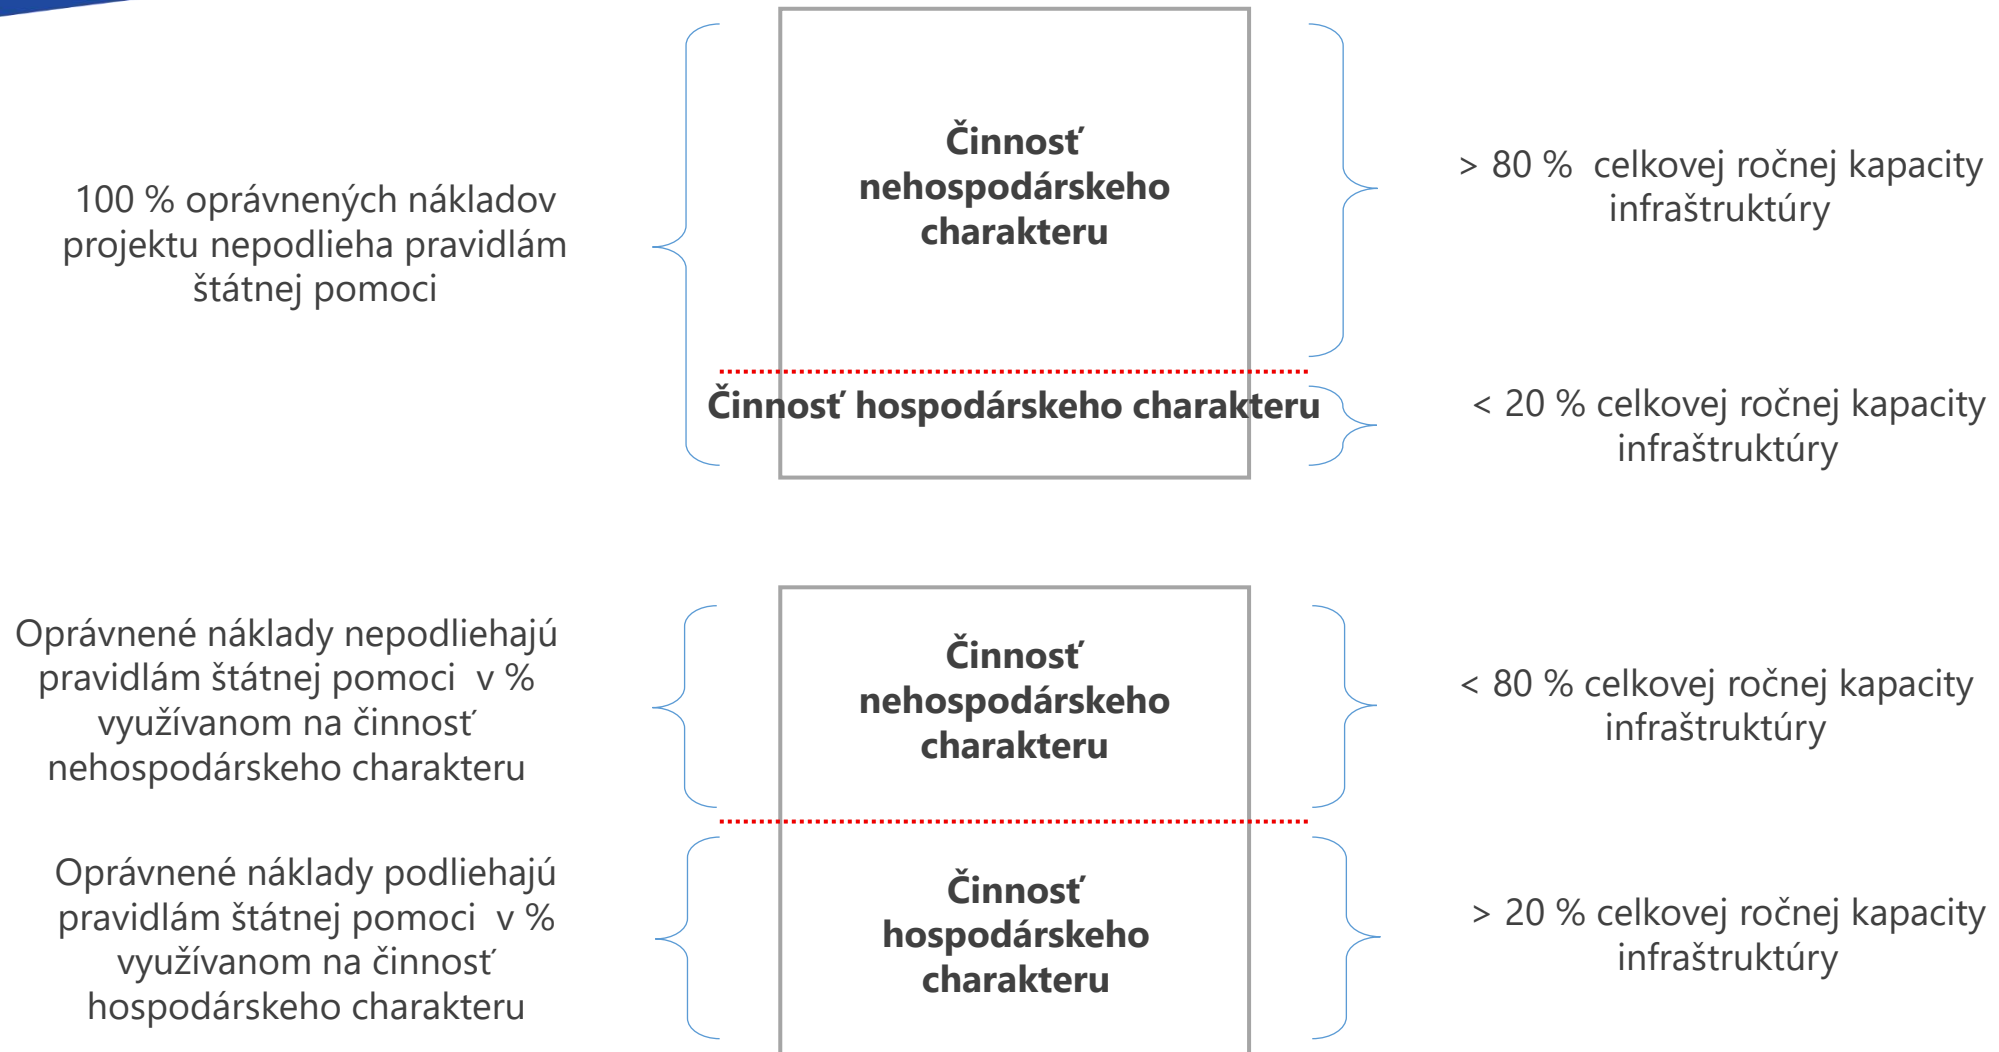 100 % oprávnených nákladov
projektu nepodlieha pravidlám
štátnej pomoci
Činnosť
nehospodárskeho
charakteru
> 80 %  celkovej ročnej kapacity
infraštruktúry
Činnosť hospodárskeho charakteru
< 20 % celkovej ročnej kapacity
infraštruktúry
Oprávnené náklady nepodliehajú
pravidlám štátnej pomoci  v %
využívanom na činnosť
nehospodárskeho charakteru
Činnosť
nehospodárskeho
charakteru
< 80 % celkovej ročnej kapacity
infraštruktúry
Oprávnené náklady podliehajú
pravidlám štátnej pomoci  v %
využívanom na činnosť
hospodárskeho charakteru
Činnosť
hospodárskeho
charakteru
> 20 % celkovej ročnej kapacity
infraštruktúry